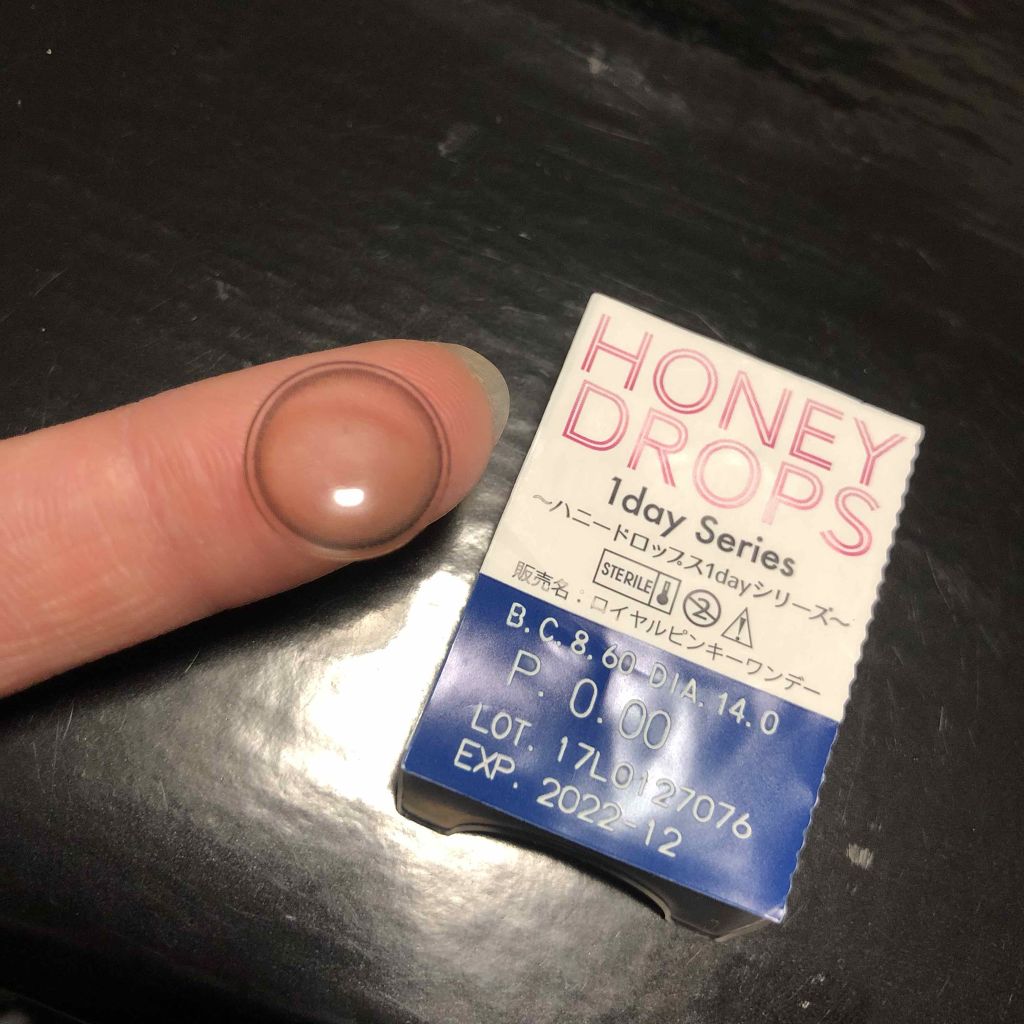 HONEY
DROPS
1day Series
〜ハニードロップス1dayシリーズ〜
STERILE
2
販売名：ロイヤルピンキーワンデー
B.C.8.60 DIA.14.0
P. 0.00
LOT. 17L0127076
EXP. 2022-12